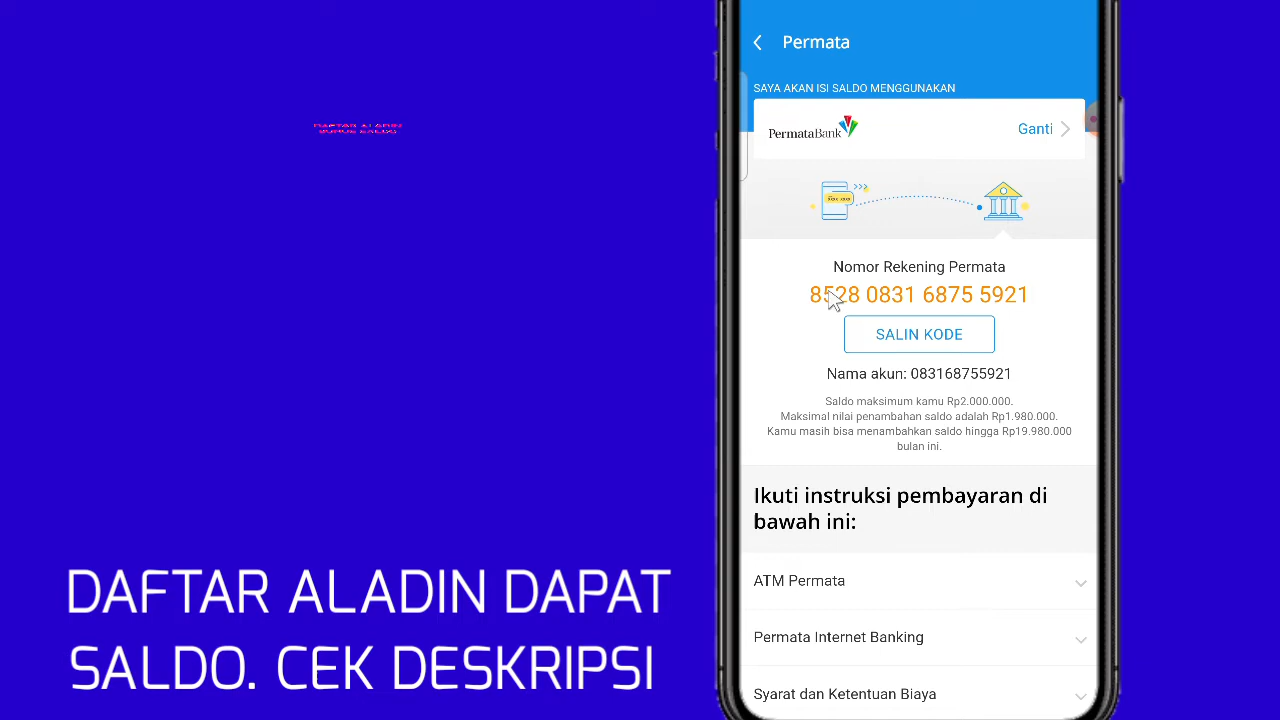 Permata
SAYA AKAN ISI SALDO MENGGUNAKAN
PermataBank
Ganti
Nomor Rekening Permata
8528 0831 6875 5921
SALIN KODE
Nama akun: 083168755921
Saldo maksimum kamu Rp2.000.000.
Maksimal nilai penambahan saldo adalah Rp1.980.000.
Kamu masih bisa menambahkan saldo hingga Rp19.980.000
bulan ini.
Ikuti instruksi pembayaran di
bawah ini:
ATM Permata
Permata Internet Banking
Syarat dan Ketentuan Biaya
DAFTAR ALADIN DAPAT
SALDO. CEK DESKRIPSI